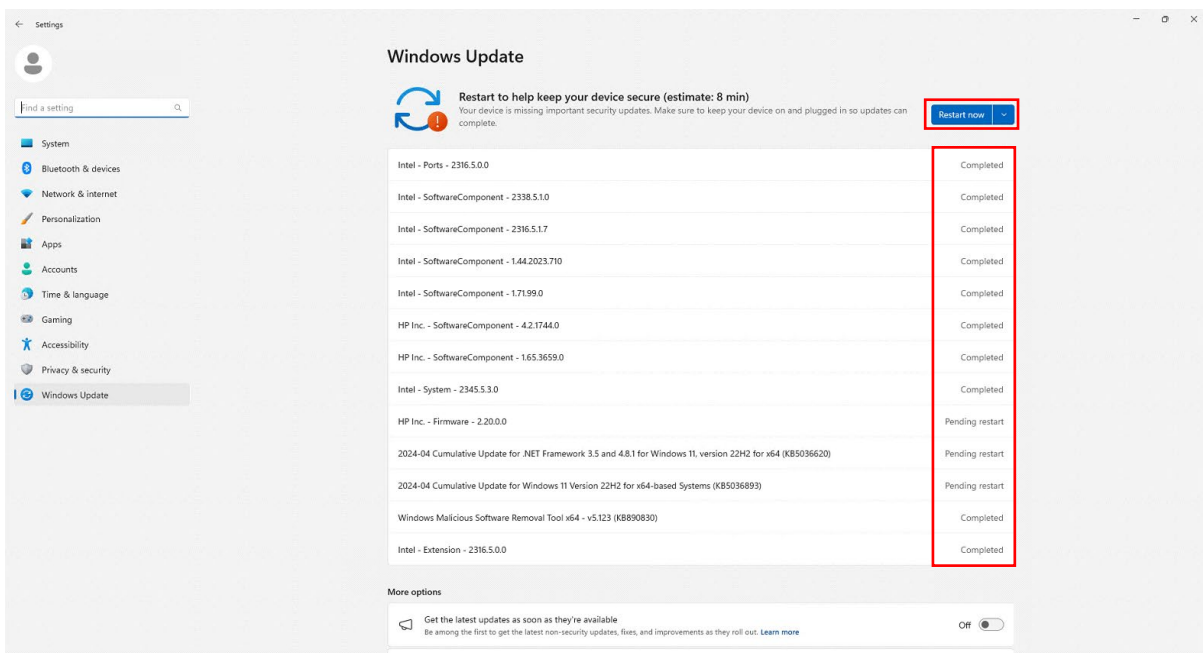 Settings
Find a setting
System
Bluetooth & devices
Network & internet
Personalization
Apps
Accounts
Time & language
Gaming
Accessibility
Privacy & security
Windows Update
Windows Update
Restart to help keep your device secure (estimate: 8 min)
Your device is missing important security updates. Make sure to keep your device on and plugged in so updates can
complete.
Restart now
Intel - Ports - 2316.5.0.0 Completed
Intel - SoftwareComponent - 2338.5.1.0 Completed
Intel - SoftwareComponent - 2316.5.1.7 Completed
Intel - SoftwareComponent - 1.44.2023.710 Completed
Intel - SoftwareComponent - 1.71.99.0 Completed
HP Inc. - SoftwareComponent - 4.2.1744.0 Completed
HP Inc. - SoftwareComponent - 1.65.3659.0 Completed
Intel - System - 2345.5.3.0 Completed
HP Inc. - Firmware - 2.20.0.0 Pending restart
2024-04 Cumulative Update for .NET Framework 3.5 and 4.8.1 for Windows 11, version 22H2 for x64 (KB5036620) Pending restart
2024-04 Cumulative Update for Windows 11 Version 22H2 for x64-based Systems (KB5036893) Pending restart
Windows Malicious Software Removal Tool x64 - v5.123 (KB890830) Completed
Intel - Extension - 2316.5.0.0 Completed
More options
Get the latest updates as soon as they're available
Be among the first to get the latest non-security updates, fixes, and improvements as they roll out. Learn more
Off